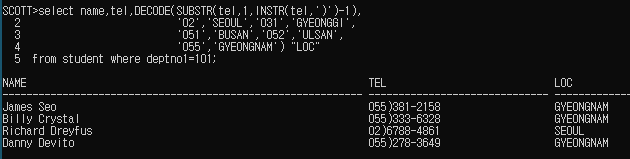 SCOTT>select name,tel,DECODE(SUBSTR(tel,1,INSTR(tel,')')-1),
2 '02','SEOUL','031','GYEONGGI',
3 '051','BUSAN','052','ULSAN',
4 '055','GYEONGNAM') "LOC"
5 from student where deptno1=101;
NAME TEL LOC
James Seo 055)381-2158 GYEONGNAM
Billy Crystal 055)333-6328 GYEONGNAM
Richard Dreyfus 02)6788-4861 SEOUL
Danny Devito 055)278-3649 GYEONGNAM